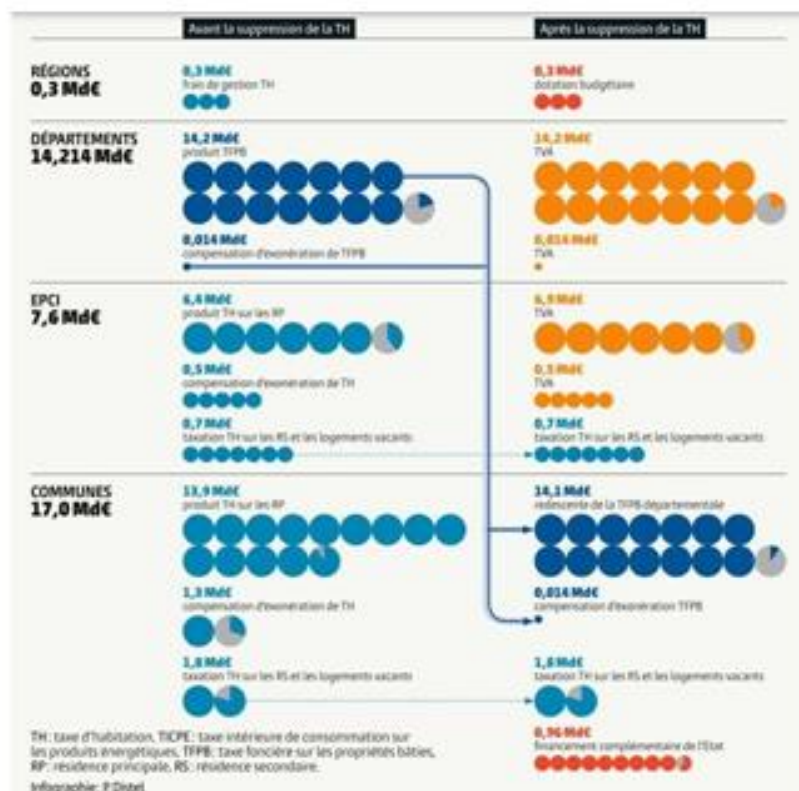 Avant la suppression de la TH
Après la suppression de la TH
RÉGIONS
0,3 Md€
0,3 Md€
frais de gestion TH
0,3 Md€
dotation budgétaire
DÉPARTEMENTS
14,214 Md€
14,2 Md€
produit TFPB
14,2 Md€
TVA
0,014 Md€
compensation d'exonération de TFPB
0,014 Md€
TVA
EPCI
7,6 Md€
6,4 Md€
produit TH sur les RP
6,9 Md€
TVA
0,5 Md€
compensation d'exonération de TH
0,5 Md€
TVA
0,7 Md€
taxation TH sur les RS et les logements vacants
0,7 Md€
taxation TH sur les RS et les logements vacants
COMMUNES
17,0 Md€
13,9 Md€
produit TH sur les RP
14,1 Md€
redescente de la TFPB départementale
1,3 Md€
compensation d'exonération de TH
0,014 Md€
compensation d'exonération TFPB
1,8 Md€
taxation TH sur les RS et les logements vacants
1,8 Md€
taxation TH sur les RS et les logements vacants
0,96 Md€
financement complémentaire de l'Etat
TH : taxe d'habitation, TICPE : taxe intérieure de consommation sur
les produits énergétiques, TFPB : taxe foncière sur les propriétés bâties,
RP : résidence principale, RS : résidence secondaire.
Infographie : P. Distel